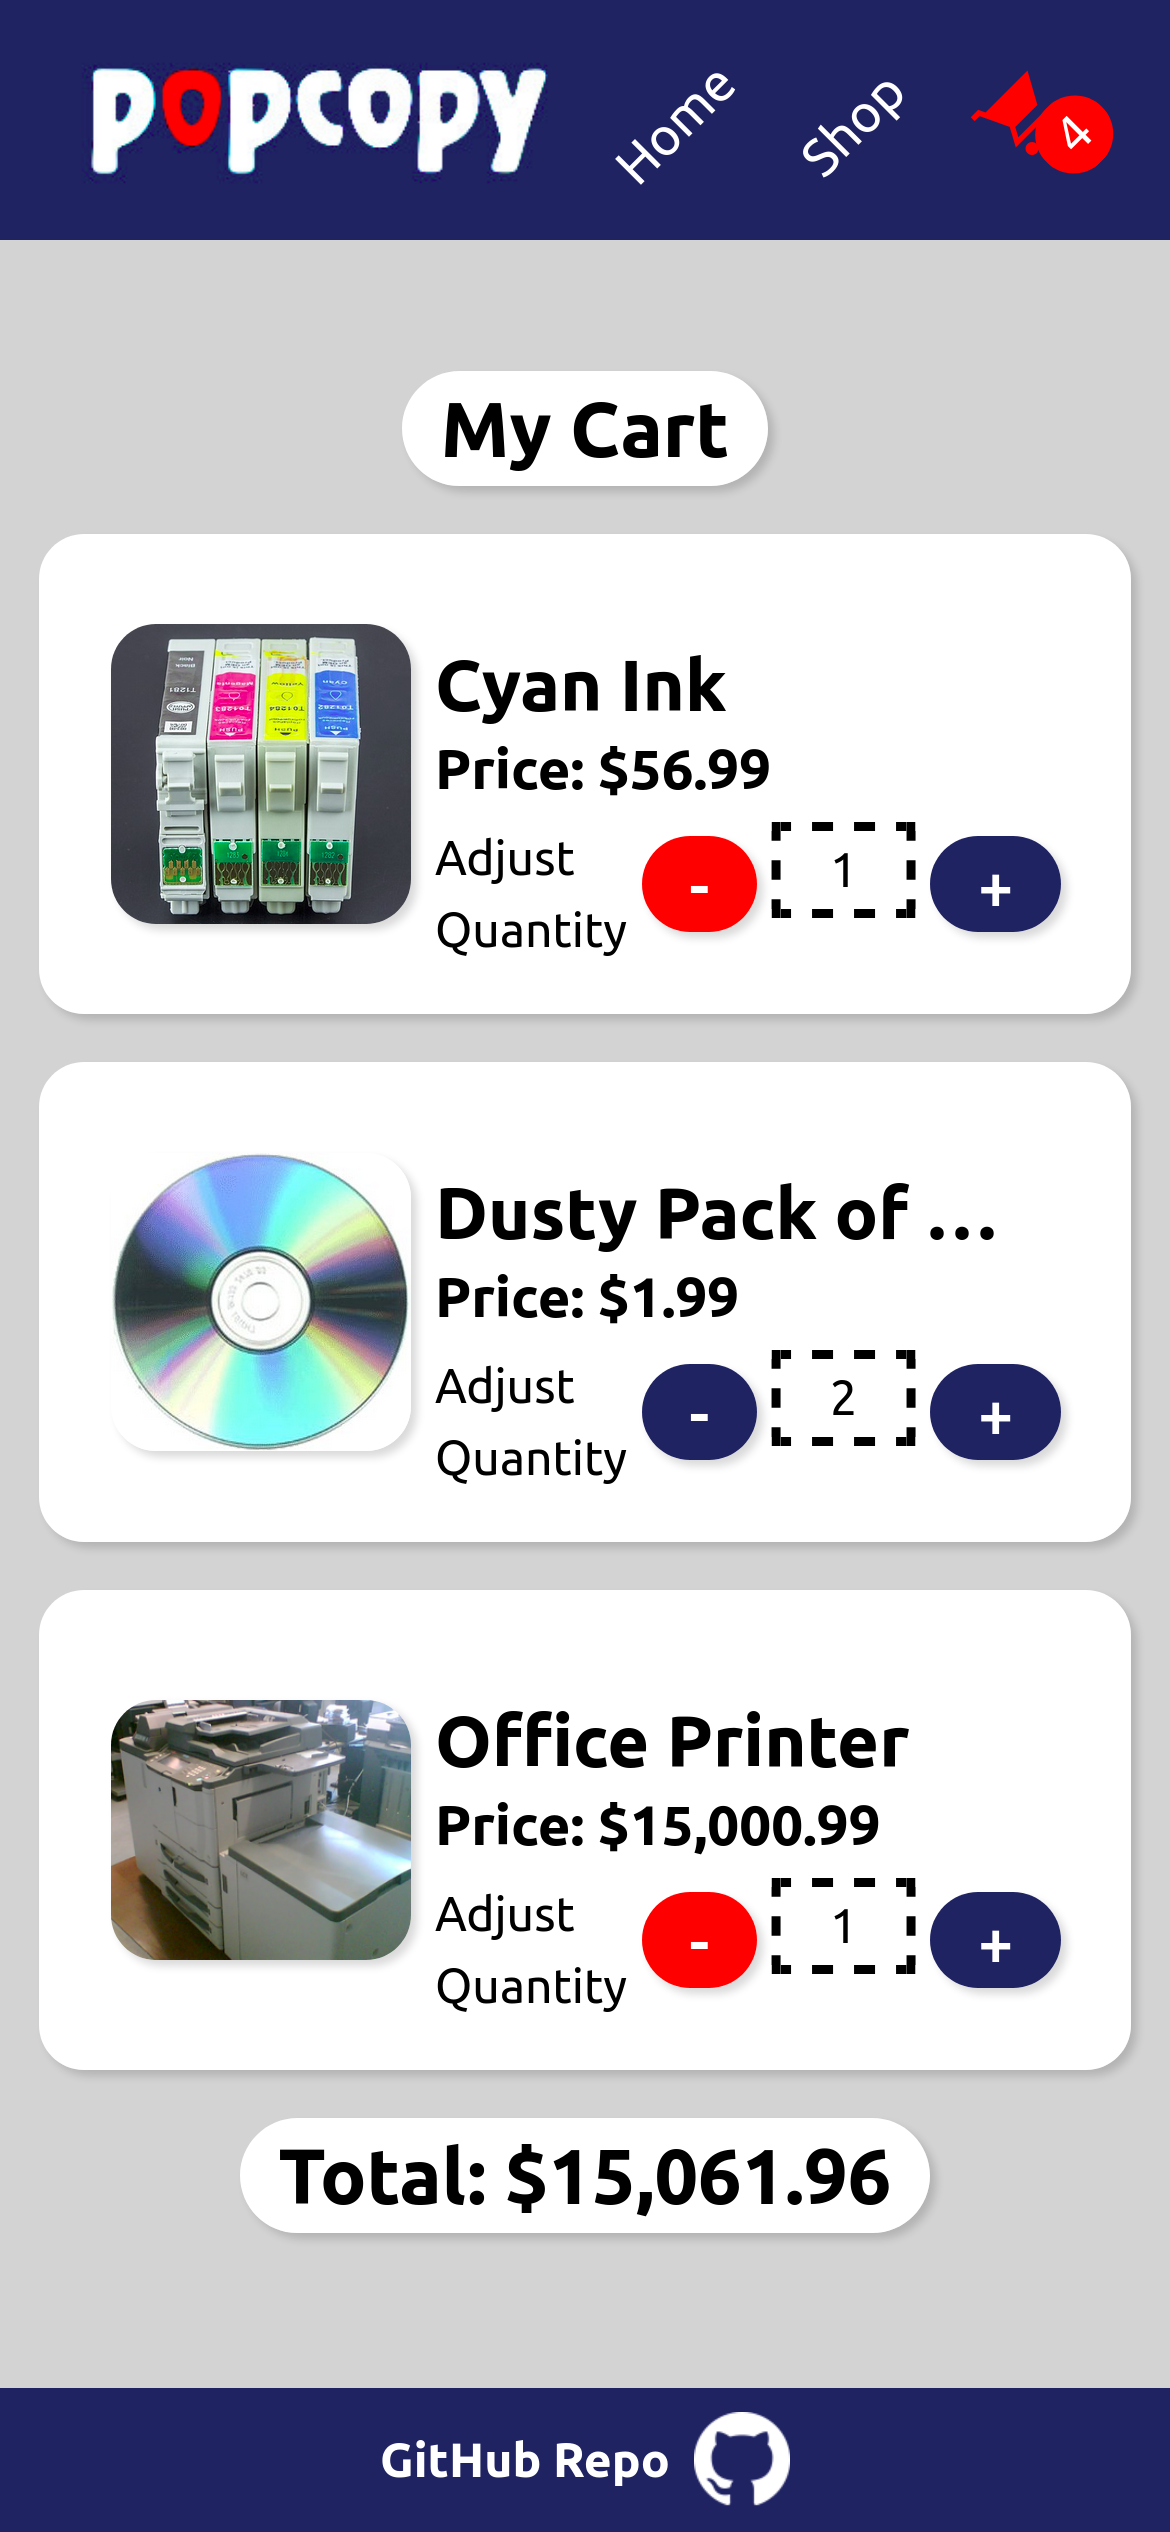 popcopy
Home
Shop
4
My Cart
Cyan Ink
Price: $56.99
Adjust
Quantity
-
1
+
Dusty Pack of ...
Price: $1.99
Adjust
Quantity
-
2
+
Office Printer
Price: $15,000.99
Adjust
Quantity
-
1
+
Total: $15,061.96
GitHub Repo